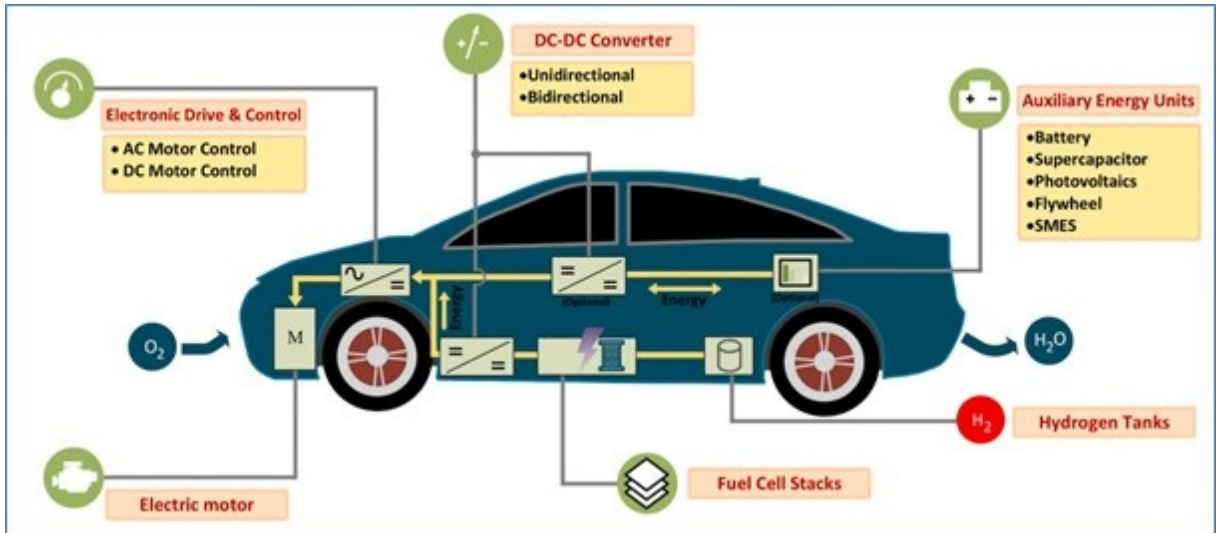 DC-DC Converter
+/-
•Unidirectional
•Bidirectional
Electronic Drive & Control
• AC Motor Control
• DC Motor Control
+ -
Auxiliary Energy Units
•Battery
•Supercapacitor
•Photovoltaics
•Flywheel
•SMES
(Optional)
Energy
(Optional)
Energy
M
O2
H2O
H2
Hydrogen Tanks
Fuel Cell Stacks
Electric motor